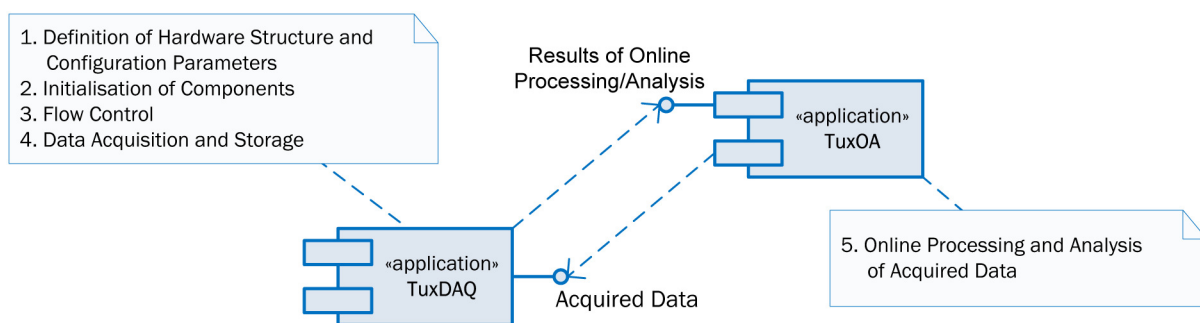 1. Definition of Hardware Structure and
Configuration Parameters
2. Initialisation of Components
3. Flow Control
4. Data Acquisition and Storage
Results of Online
Processing/Analysis
«application»
TuxOA
5. Online Processing and Analysis
of Acquired Data
«application»
TuxDAQ
Acquired Data